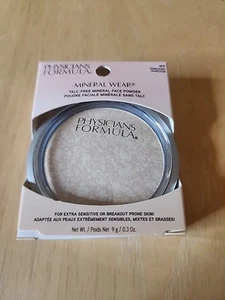 PHYSICIANS
FORMULA®
MINERAL WEAR®
TALC-FREE MINERAL FACE POWDER
POUDRE FACIALE MINÉRALE SANS TALC
PHYSICIANS
FORMULA®
FOR EXTRA SENSITIVE OR BREAKOUT PRONE SKIN!
ADAPTÉE AUX PEAUX EXTRÊMEMENT SENSIBLES, MIXTES ET GRASSES!
Net Wt. / Poids Net 9 g / 0.3 Oz.